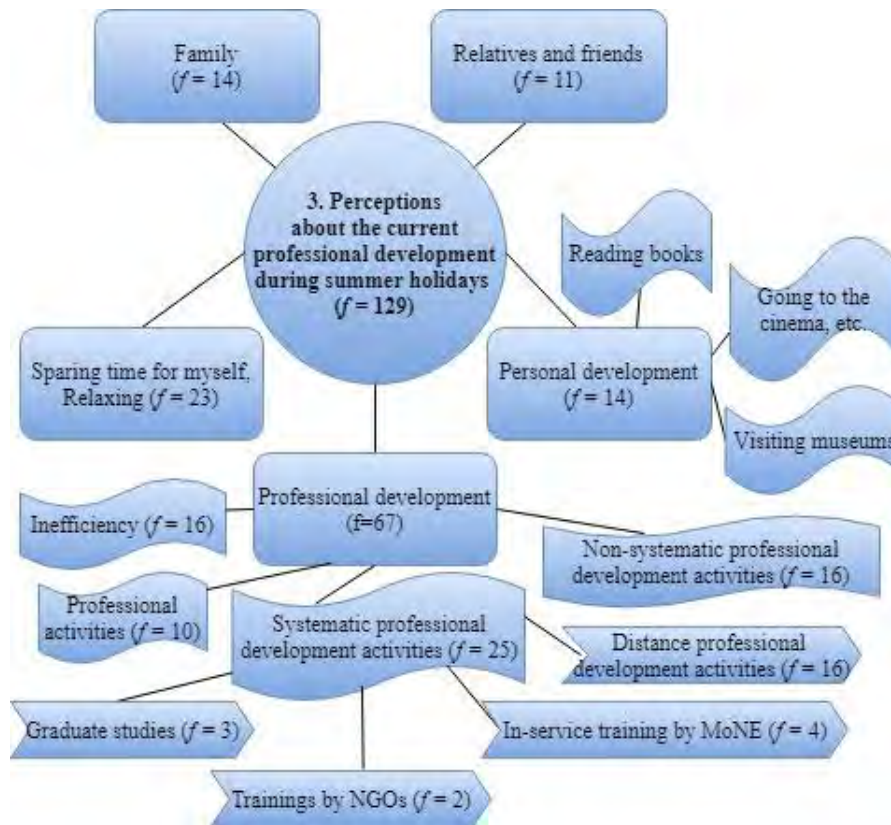 Family
(f = 14)
Relatives and friends
(f = 11)
3. Perceptions
about the current
professional development
during summer holidays
(f = 129)
Reading books
Going to the
cinema, etc.
Sparing time for myself,
Relaxing (f = 23)
Personal development
(f = 14)
Visiting museums
Professional development
(f=67)
Inefficiency (f = 16)
Non-systematic professional
development activities (f = 16)
Professional
activities (f = 10)
Systematic professional
development activities (f = 25)
Distance professional
development activities (f = 16)
Graduate studies (f = 3)
In-service training by MoNE (f = 4)
Trainings by NGOs (f = 2)